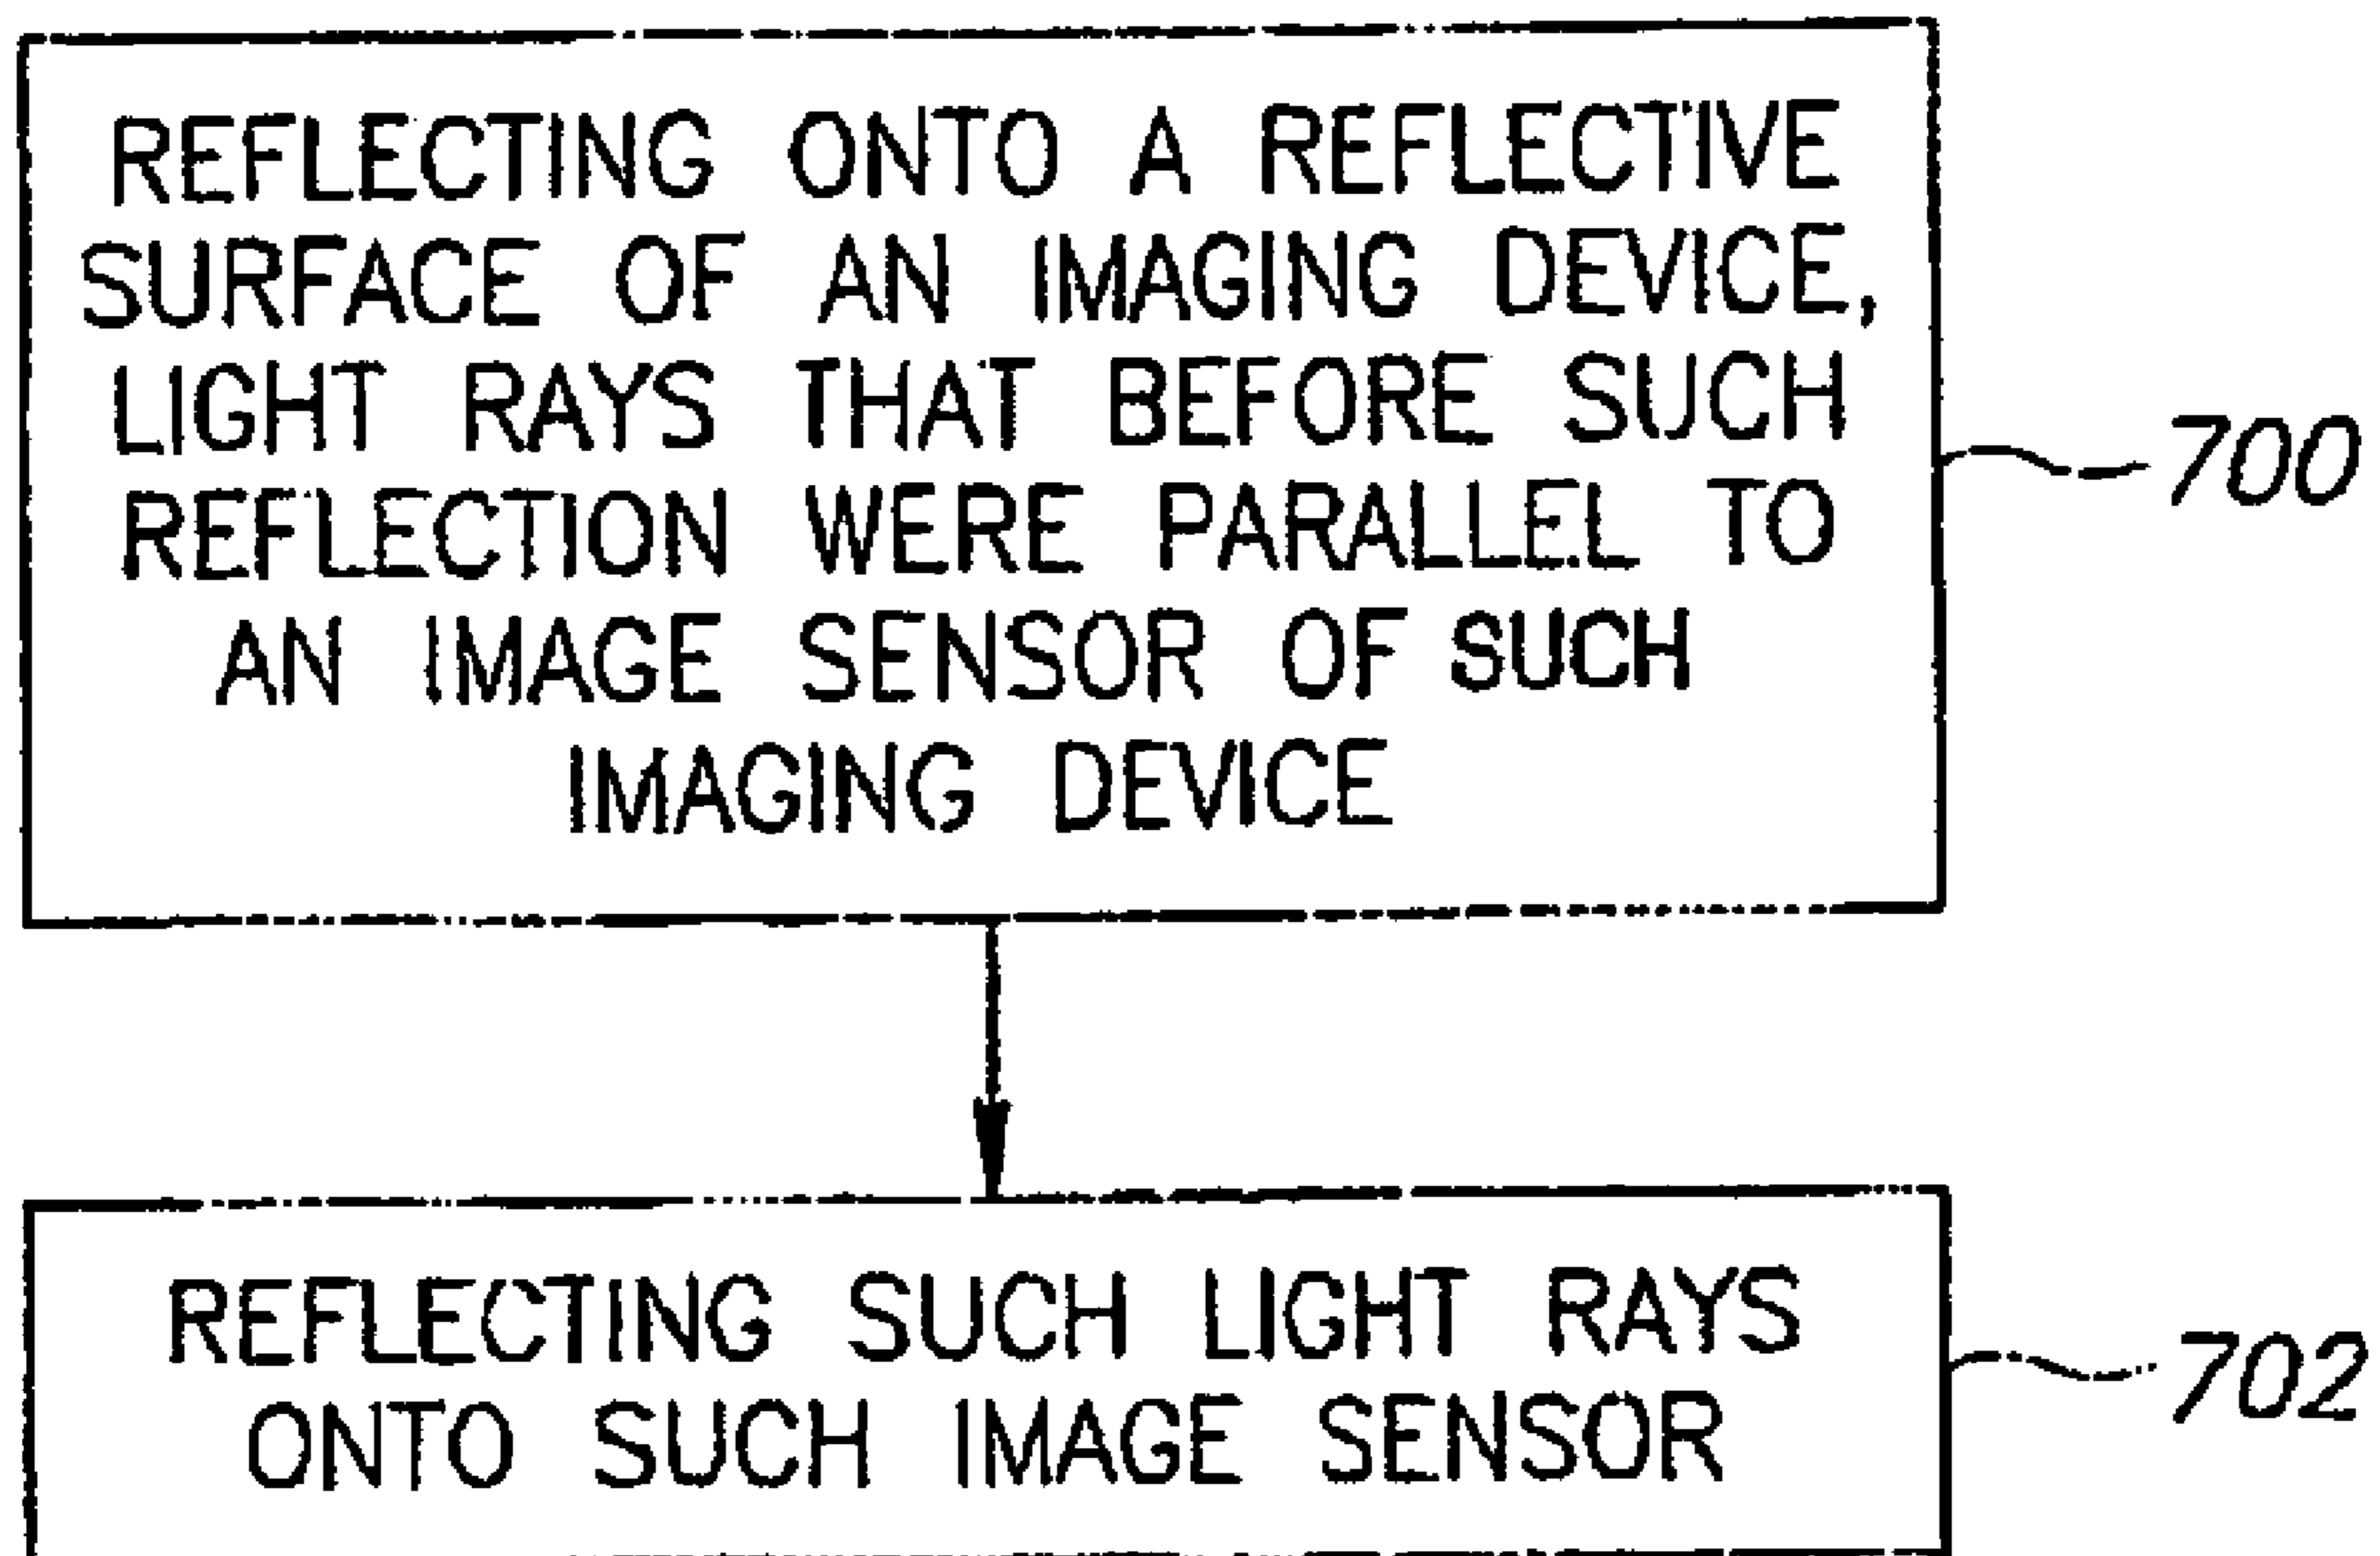 REFLECTING ONTO A REFLECTIVE
SURFACE OF AN IMAGING DEVICE,
LIGHT RAYS THAT BEFORE SUCH
REFLECTION WERE PARALLEL TO
AN IMAGE SENSOR OF SUCH
IMAGING DEVICE
700
REFLECTING SUCH LIGHT RAYS
ONTO SUCH IMAGE SENSOR
702